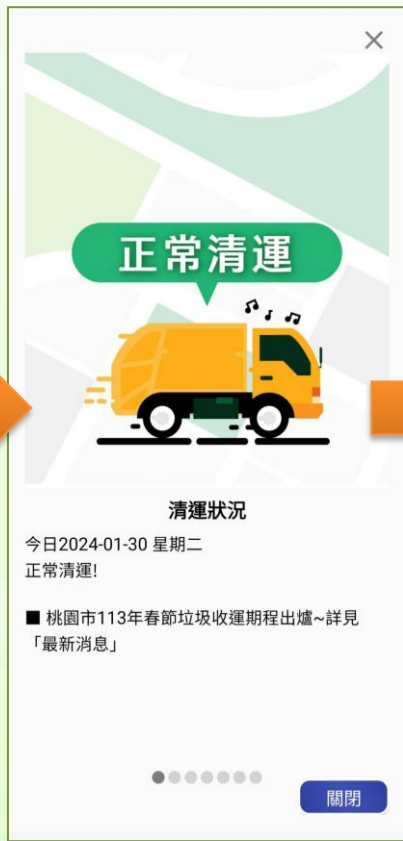 正常清運
清運狀況
今日2024-01-30 星期二
正常清運!
■ 桃園市113年春節垃圾收運期程出爐~詳見
「最新消息」
關閉